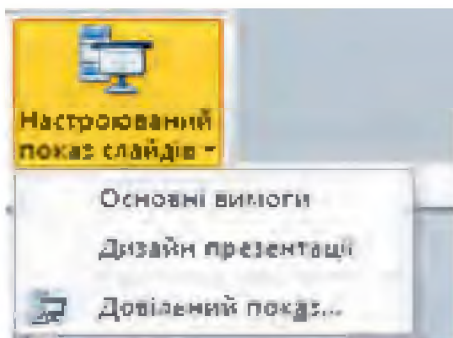 Настроюваний
показ слайдів
Основні вимоги
Дизайн презентації
Довільний показ...